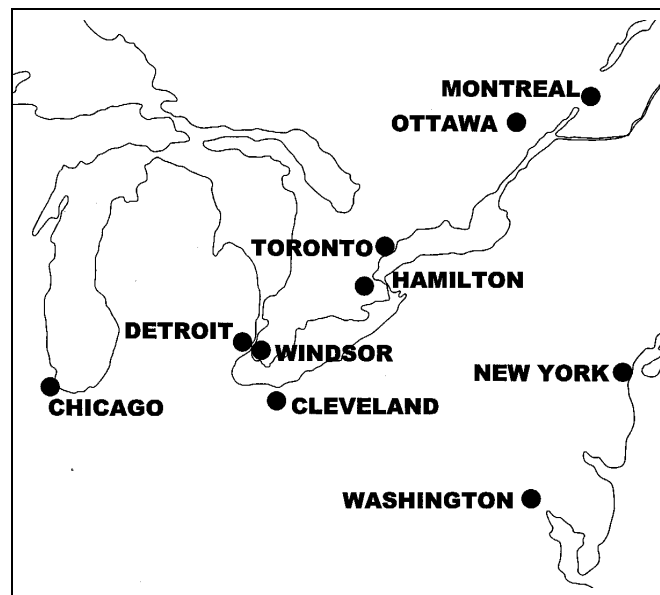 MONTREAL
OTTAWA
TORONTO
HAMILTON
DETROIT
WINDSOR
NEW YORK
CHICAGO
CLEVELAND
WASHINGTON